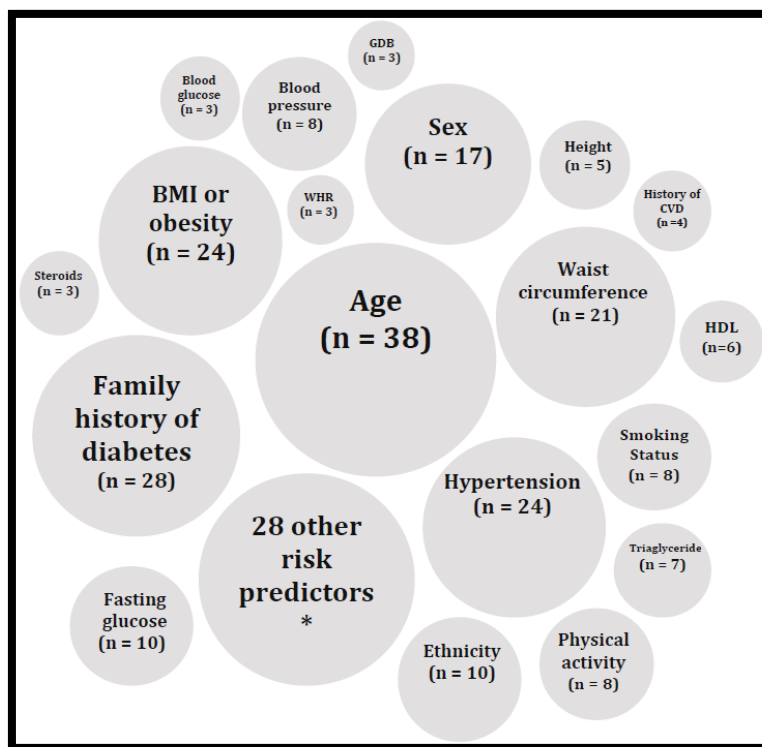 GDB
(n = 3)
Blood
glucose
(n = 3)
Blood
pressure
(n = 8)
Sex
(n = 17)
Height
(n = 5)
BMI or
obesity
(n = 24)
WHR
(n = 3)
History of
CVD
(n =4)
Steroids
(n = 3)
Age
(n = 38)
Waist
circumference
(n = 21)
HDL
(n=6)
Family
history of
diabetes
(n = 28)
Smoking
Status
(n = 8)
Hypertension
(n = 24)
28 other
risk
predictors
*
Triaglyceride
(n = 7)
Fasting
glucose
(n = 10)
Ethnicity
(n = 10)
Physical
activity
(n = 8)